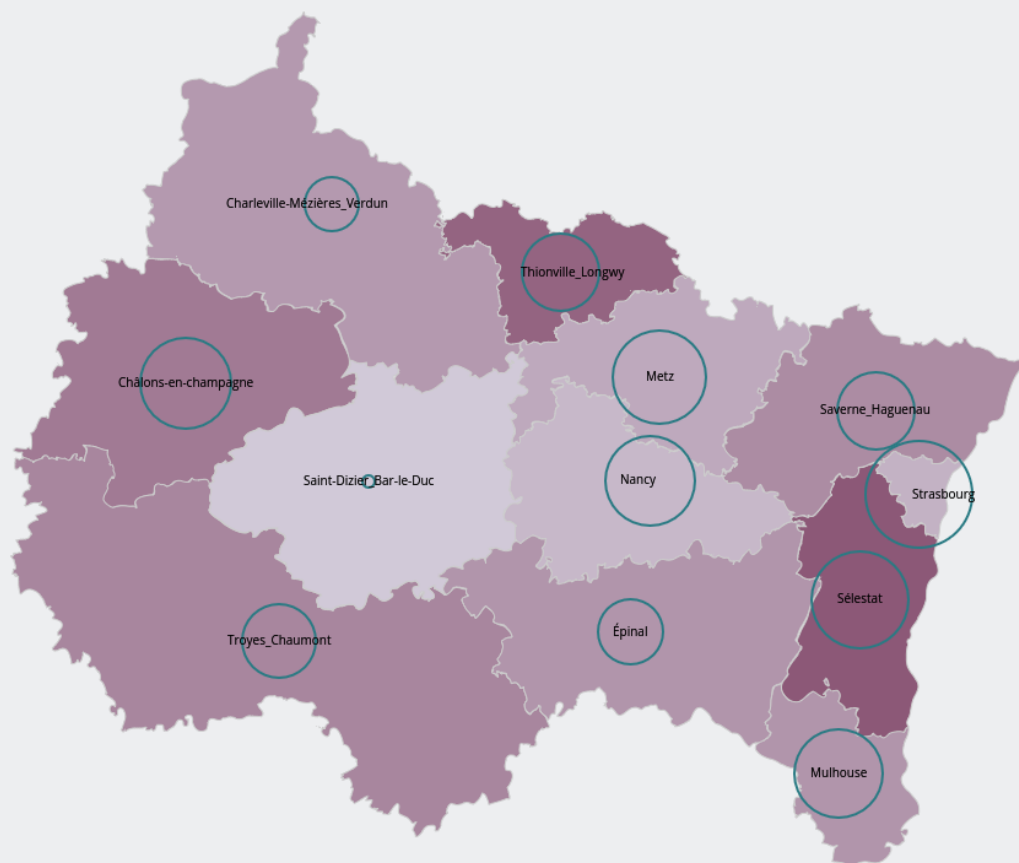 Charleville-Mézières_Verdun
Thionville_Longwy
Châlons-en-champagne
Metz
Saverne_Haguenau
Saint-Dizier_Bar-le-Duc
Nancy
Strasbourg
Sélestat
Troyes_Chaumont
Épinal
Mulhouse